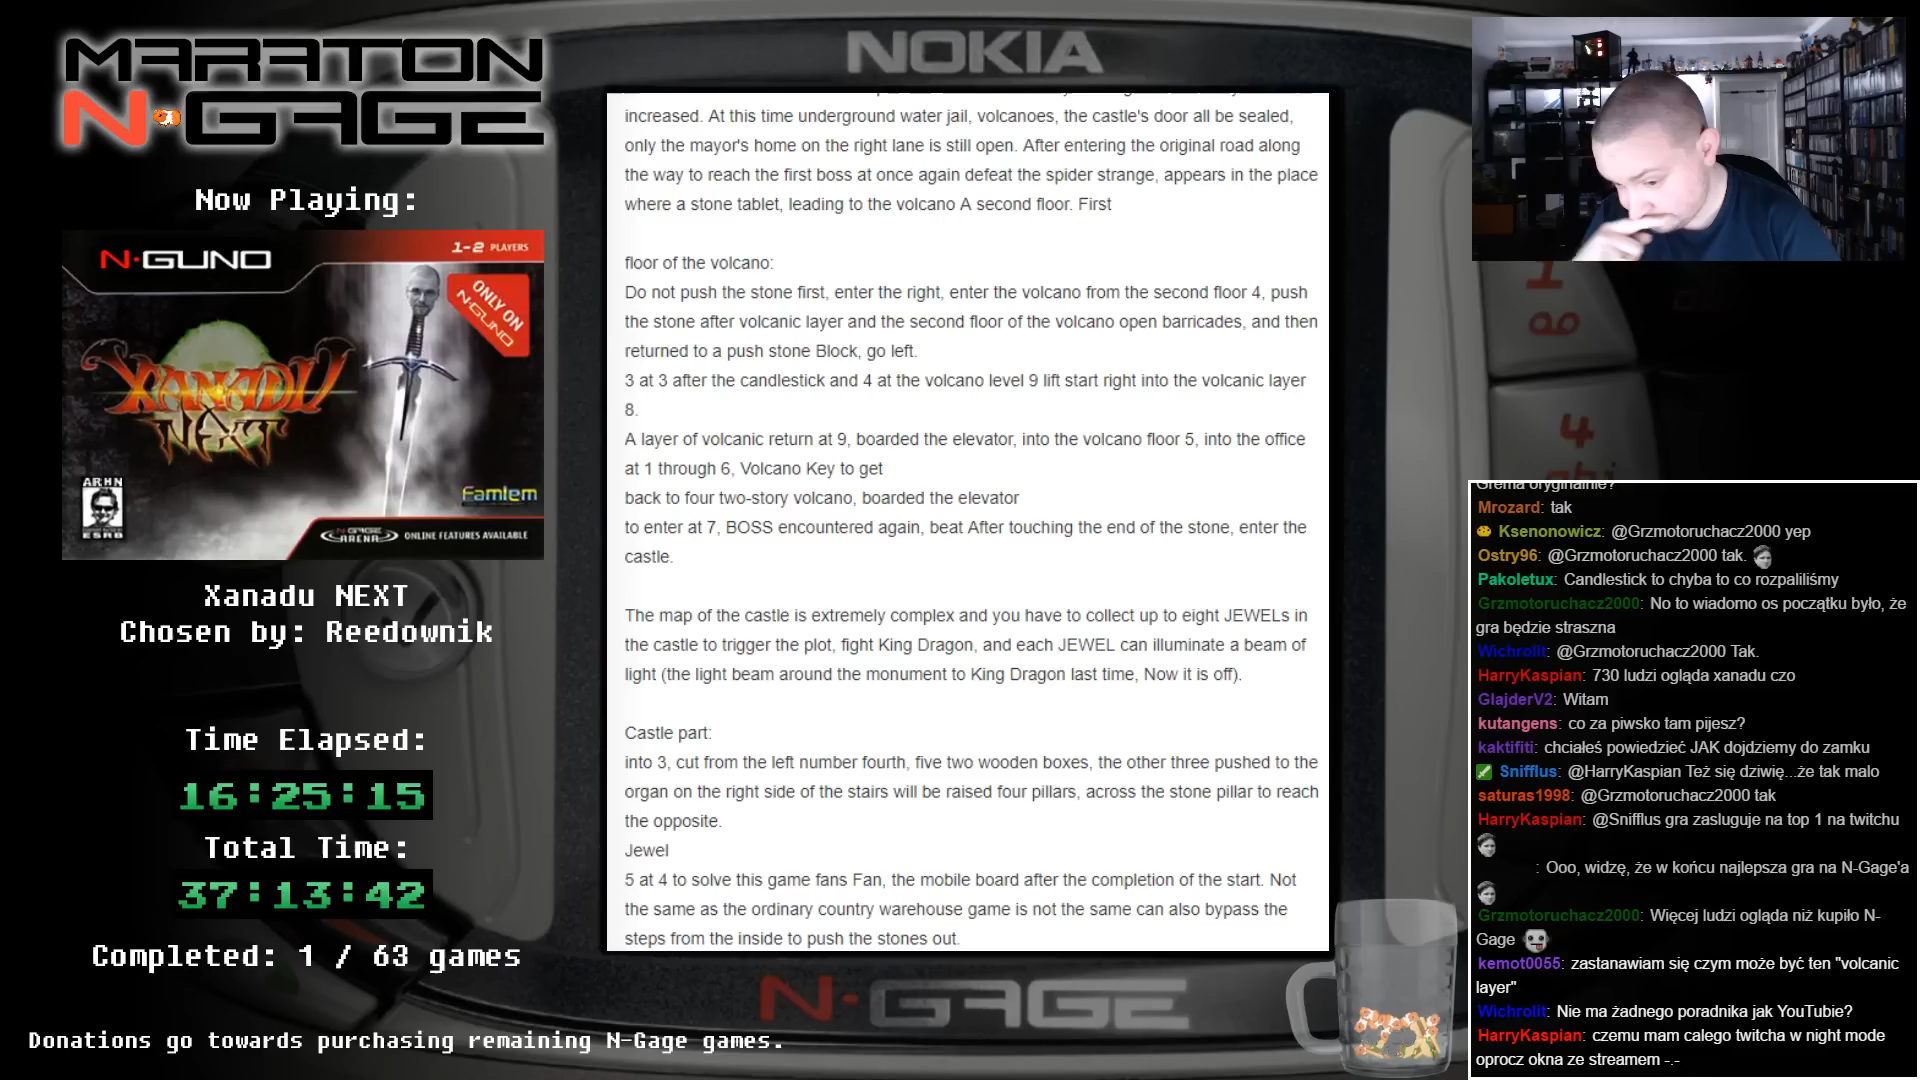 MARATON
N-GAGE
Now Playing:
N·GUNO
1-2 PLAYERS
ONLY ON
N-GUNO
XANADU
NEXT
ARHN
ESRB
Famlem
N-GAGE
ARENA
ONLINE FEATURES AVAILABLE
Xanadu NEXT
Chosen by: Reedownik
Time Elapsed:
16:25:15
Total Time:
37:13:42
Completed: 1 / 63 games
Donations go towards purchasing remaining N-Gage games.
NOKIA
increased. At this time underground water jail, volcanoes, the castle's door all be sealed,
only the mayor's home on the right lane is still open. After entering the original road along
the way to reach the first boss at once again defeat the spider strange, appears in the place
where a stone tablet, leading to the volcano A second floor. First
floor of the volcano:
Do not push the stone first, enter the right, enter the volcano from the second floor 4, push
the stone after volcanic layer and the second floor of the volcano open barricades, and then
returned to a push stone Block, go left.
3 at 3 after the candlestick and 4 at the volcano level 9 lift start right into the volcanic layer
8.
A layer of volcanic return at 9, boarded the elevator, into the volcano floor 5, into the office
at 1 through 6, Volcano Key to get
back to four two-story volcano, boarded the elevator
to enter at 7, BOSS encountered again, beat After touching the end of the stone, enter the
castle.
The map of the castle is extremely complex and you have to collect up to eight JEWELs in
the castle to trigger the plot, fight King Dragon, and each JEWEL can illuminate a beam of
light (the light beam around the monument to King Dragon last time, Now it is off).
Castle part:
into 3, cut from the left number fourth, five two wooden boxes, the other three pushed to the
organ on the right side of the stairs will be raised four pillars, across the stone pillar to reach
the opposite.
Jewel
5 at 4 to solve this game fans Fan, the mobile board after the completion of the start. Not
the same as the ordinary country warehouse game is not the same can also bypass the
steps from the inside to push the stones out.
N-GAGE
4
ghi
Grema oryginalnie?
Mrozard: tak
Ksenonowicz: @Grzmotoruchacz2000 yep
Ostry96: @Grzmotoruchacz2000 tak.
Pakoletux: Candlestick to chyba to co rozpaliliśmy
Grzmotoruchacz2000: No to wiadomo os początku było, że
gra będzie straszna
Wichrolit: @Grzmotoruchacz2000 Tak.
HarryKaspian: 730 ludzi ogląda xanadu czo
GlajderV2: Witam
kutangens: co za piwsko tam pijesz?
kaktifiti: chciałeś powiedzieć JAK dojdziemy do zamku
Snifflus: @HarryKaspian Też się dziwię...że tak malo
saturas1998: @Grzmotoruchacz2000 tak
HarryKaspian: @Snifflus gra zasluguje na top 1 na twitchu
: Ooo, widzę, że w końcu najlepsza gra na N-Gage'a
Grzmotoruchacz2000: Więcej ludzi ogląda niż kupiło N-
Gage
kemot0055: zastanawiam się czym może być ten "volcanic
layer"
Wichrolit: Nie ma żadnego poradnika jak YouTubie?
HarryKaspian: czemu mam calego twitcha w night mode
oprocz okna ze streamem -.-